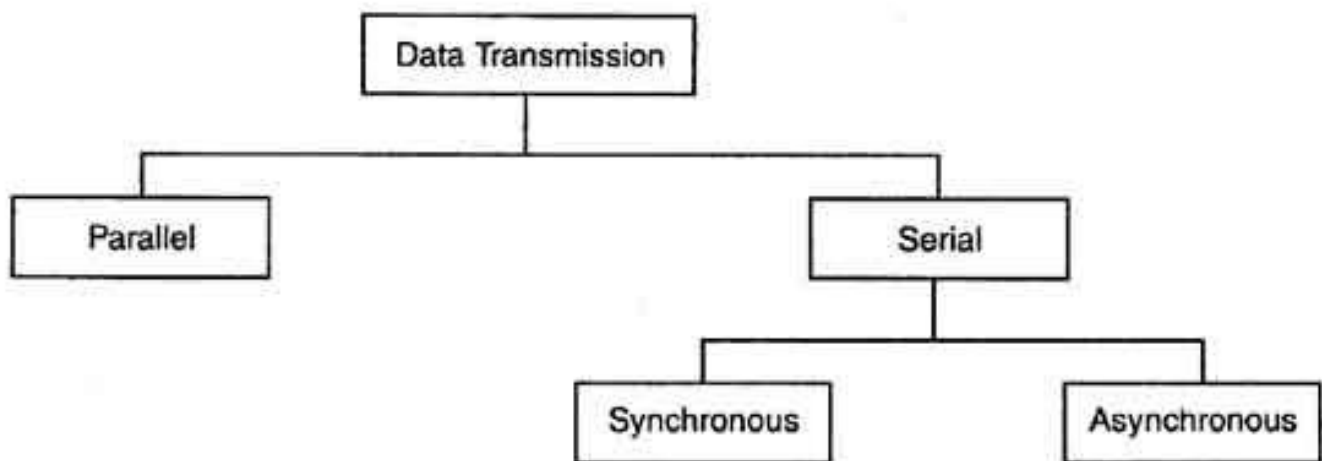 Data Transmission
Parallel
Serial
Synchronous
Asynchronous